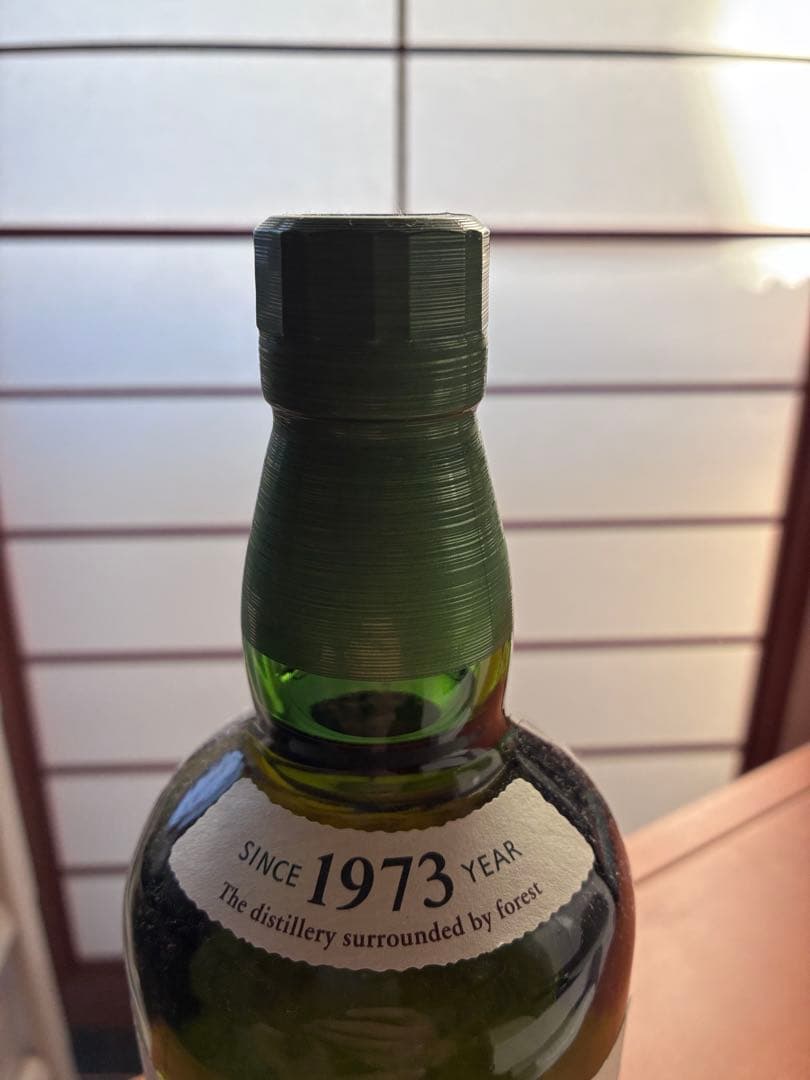 SINCE 1973 YEAR
The distillery surrounded by forest